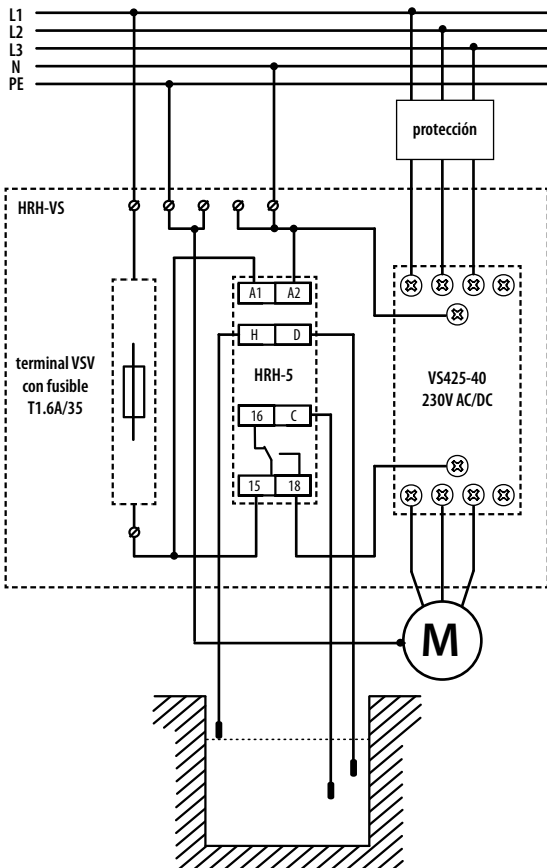 L1
L2
L3
N
PE
protección
HRH-VS
A1 A2
H D
HRH-5
terminal VSV
con fusible
T1.6A/35
VS425-40
230V AC/DC
16 C
15 18
M